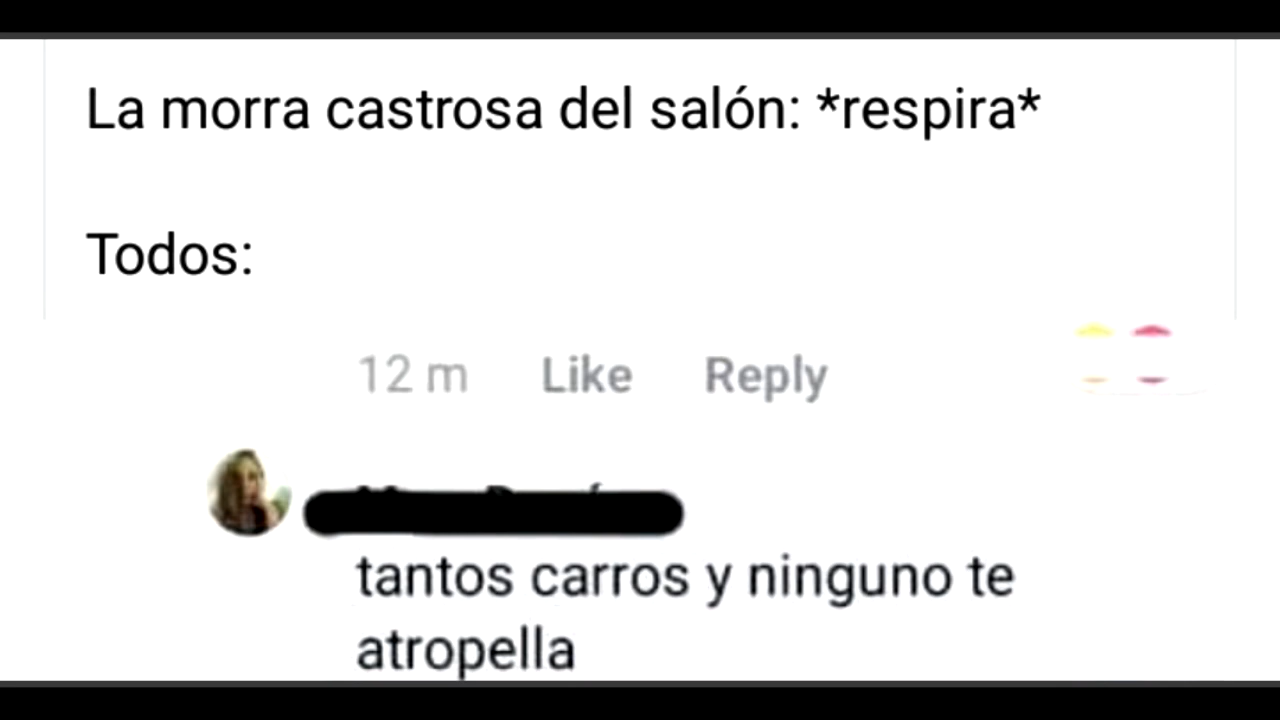 La morra castrosa del salón: *respira*
Todos:
12 m Like Reply
tantos carros y ninguno te
atropella